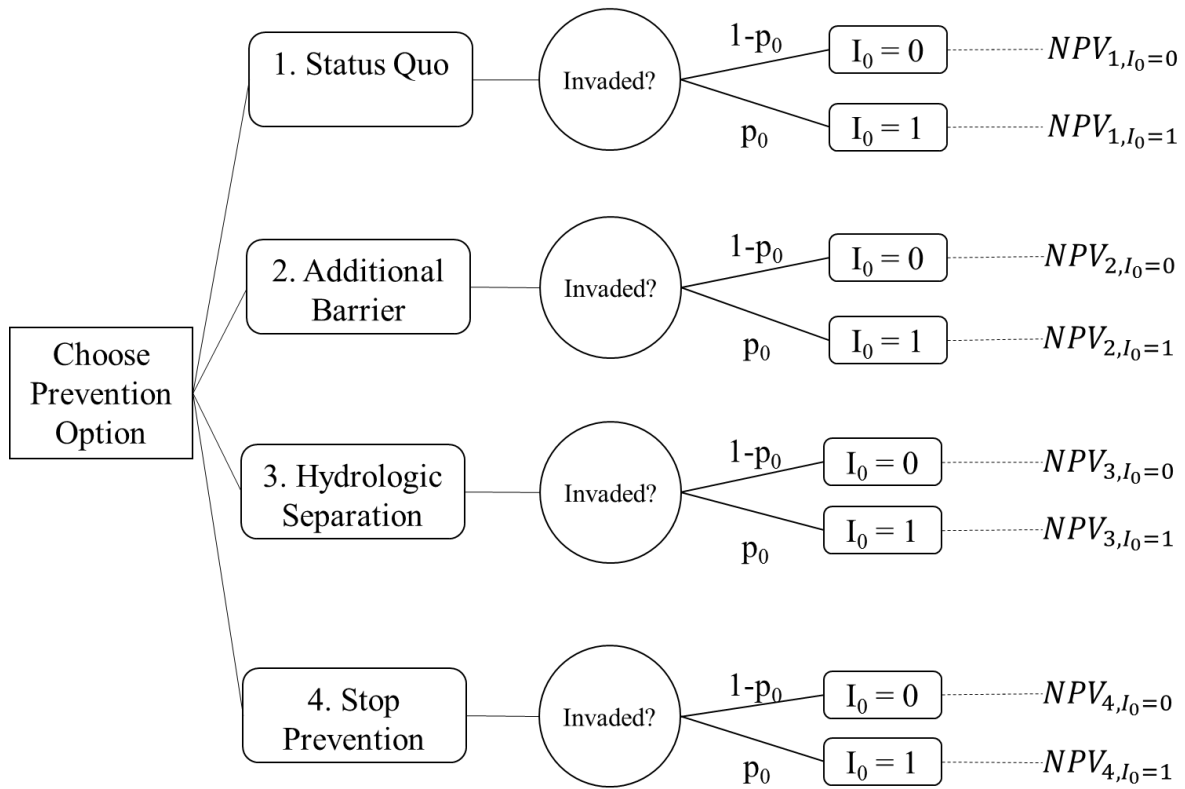 Choose
Prevention
Option
1. Status Quo
Invaded?
1-p₀
I₀ = 0
NPV₁,I₀=0
p₀
I₀ = 1
NPV₁,I₀=1
2. Additional
Barrier
Invaded?
1-p₀
I₀ = 0
NPV₂,I₀=0
p₀
I₀ = 1
NPV₂,I₀=1
3. Hydrologic
Separation
Invaded?
1-p₀
I₀ = 0
NPV₃,I₀=0
p₀
I₀ = 1
NPV₃,I₀=1
4. Stop
Prevention
Invaded?
1-p₀
I₀ = 0
NPV₄,I₀=0
p₀
I₀ = 1
NPV₄,I₀=1